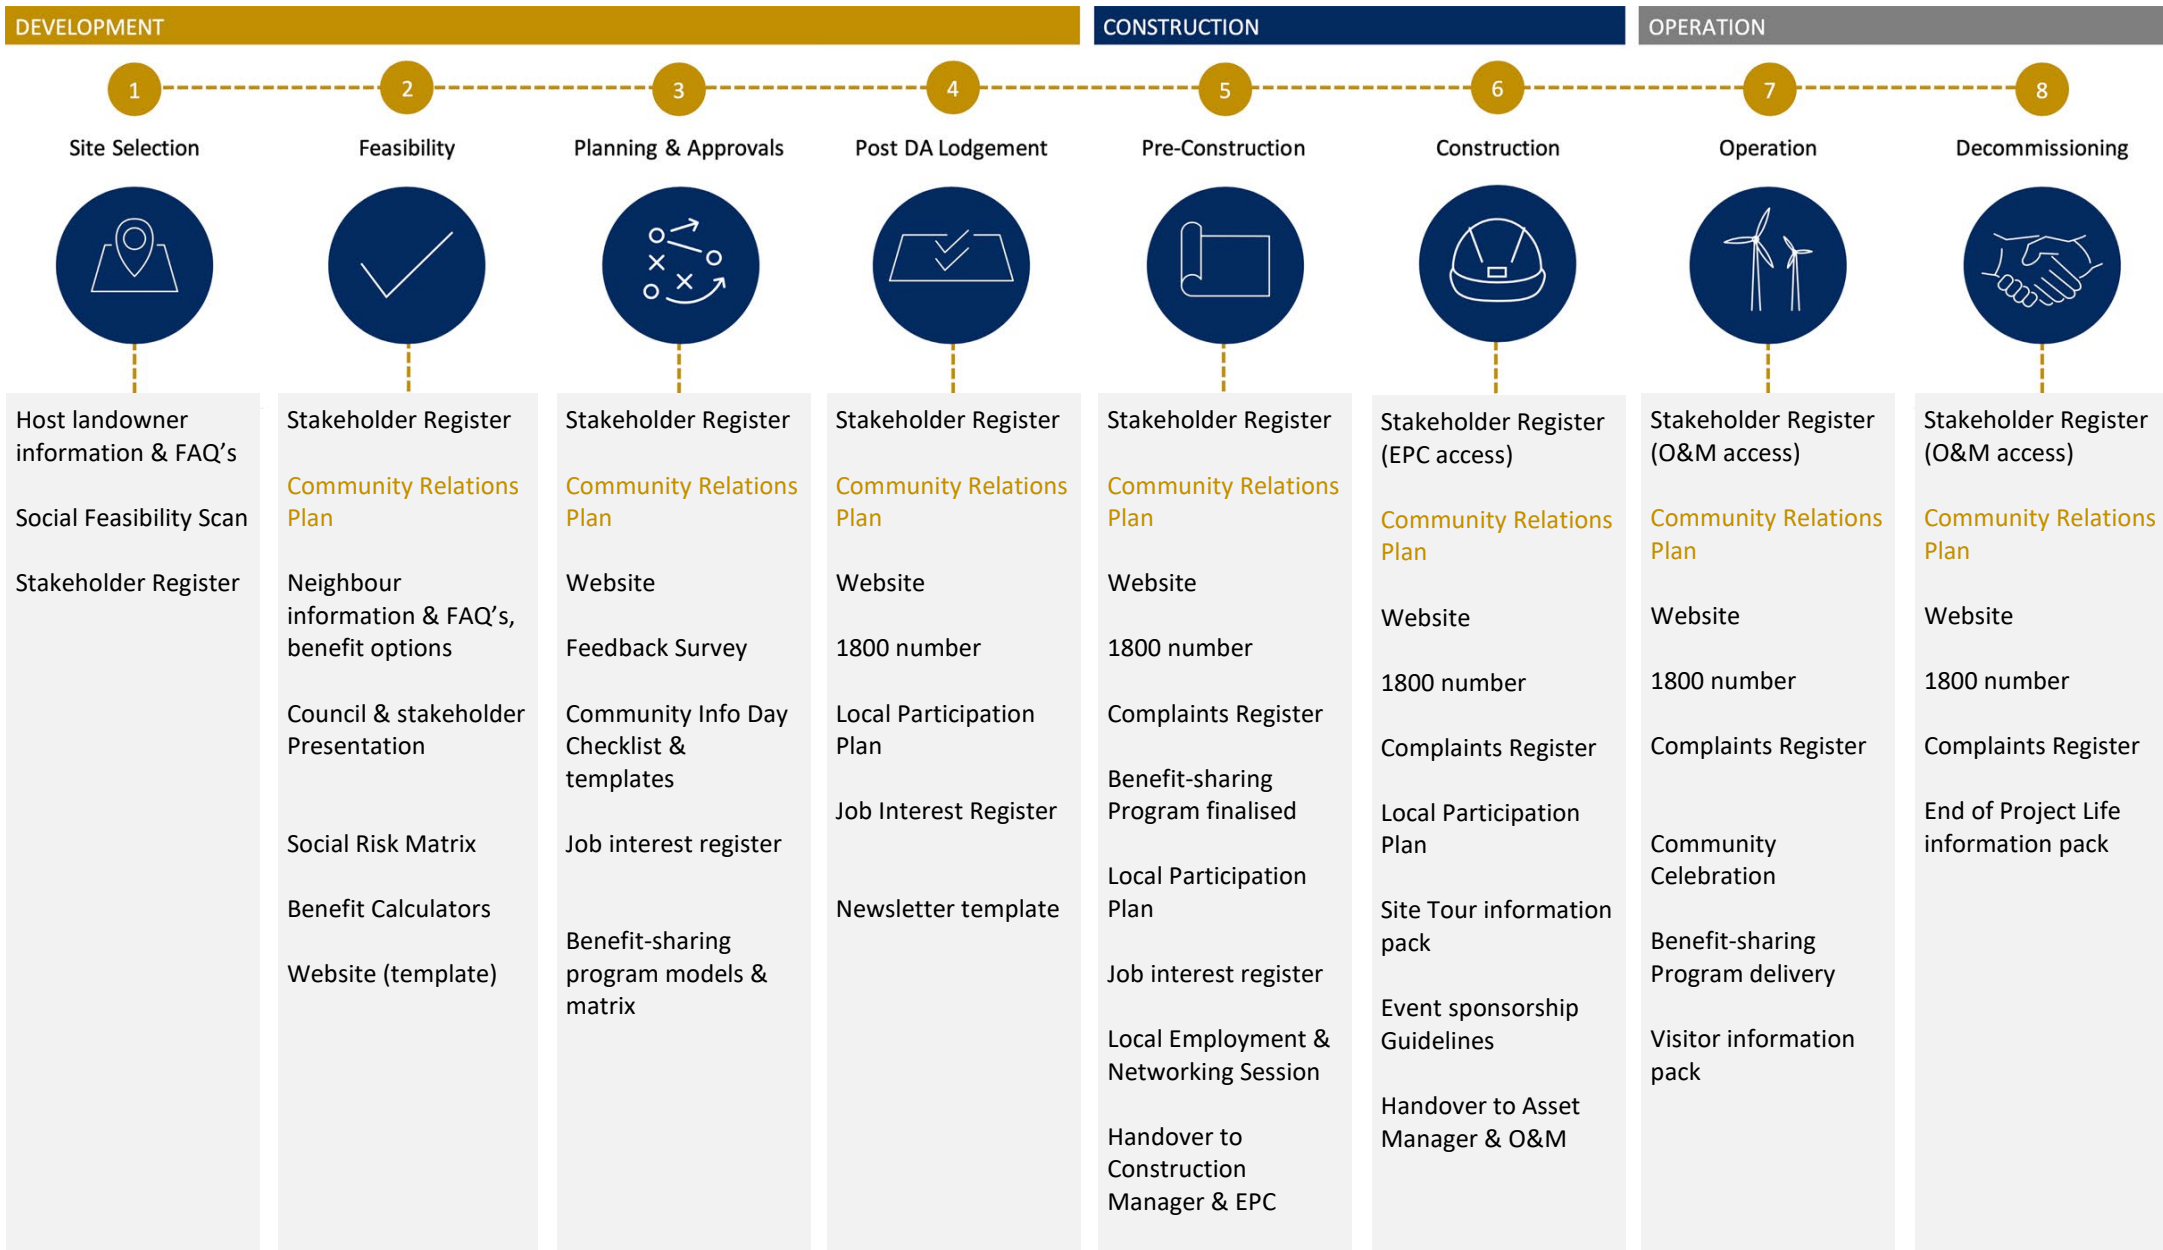 DEVELOPMENT
CONSTRUCTION
OPERATION
1
2
3
4
5
6
7
8
Site Selection
Feasibility
Planning & Approvals
Post DA Lodgement
Pre-Construction
Construction
Operation
Decommissioning
Host landowner
information & FAQ’s
Social Feasibility Scan
Stakeholder Register
Stakeholder Register
Community Relations
Plan
Neighbour
information & FAQ’s,
benefit options
Council & stakeholder
Presentation
Social Risk Matrix
Benefit Calculators
Website (template)
Stakeholder Register
Community Relations
Plan
Website
Feedback Survey
Community Info Day
Checklist &
templates
Job interest register
Benefit-sharing
program models &
matrix
Stakeholder Register
Community Relations
Plan
Website
1800 number
Local Participation
Plan
Job Interest Register
Newsletter template
Stakeholder Register
Community Relations
Plan
Website
1800 number
Complaints Register
Benefit-sharing
Program finalised
Local Participation
Plan
Job interest register
Local Employment &
Networking Session
Handover to
Construction
Manager & EPC
Stakeholder Register
(EPC access)
Community Relations
Plan
Website
1800 number
Complaints Register
Local Participation
Plan
Site Tour information
pack
Event sponsorship
Guidelines
Handover to Asset
Manager & O&M
Stakeholder Register
(O&M access)
Community Relations
Plan
Website
1800 number
Complaints Register
Community
Celebration
Benefit-sharing
Program delivery
Visitor information
pack
Stakeholder Register
(O&M access)
Community Relations
Plan
Website
1800 number
Complaints Register
End of Project Life
information pack